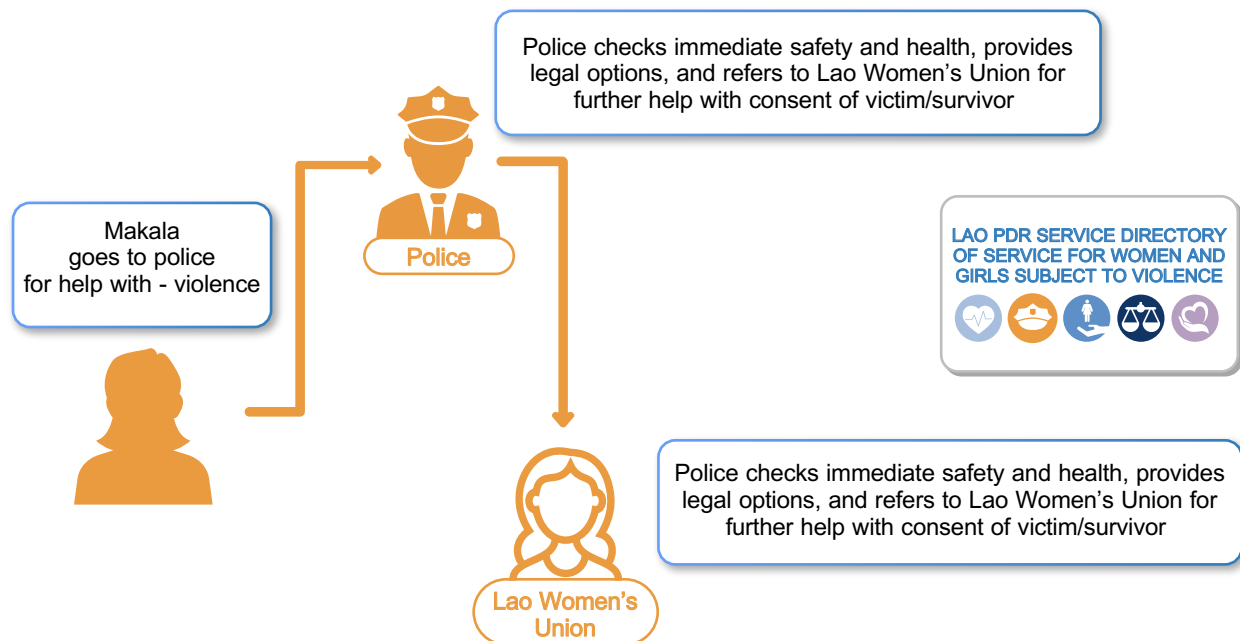 Police checks immediate safety and health, provides
legal options, and refers to Lao Women’s Union for
further help with consent of victim/survivor
Makala
goes to police
for help with - violence
Police
LAO PDR SERVICE DIRECTORY
OF SERVICE FOR WOMEN AND
GIRLS SUBJECT TO VIOLENCE
Police checks immediate safety and health, provides
legal options, and refers to Lao Women’s Union for
further help with consent of victim/survivor
Lao Women’s
Union